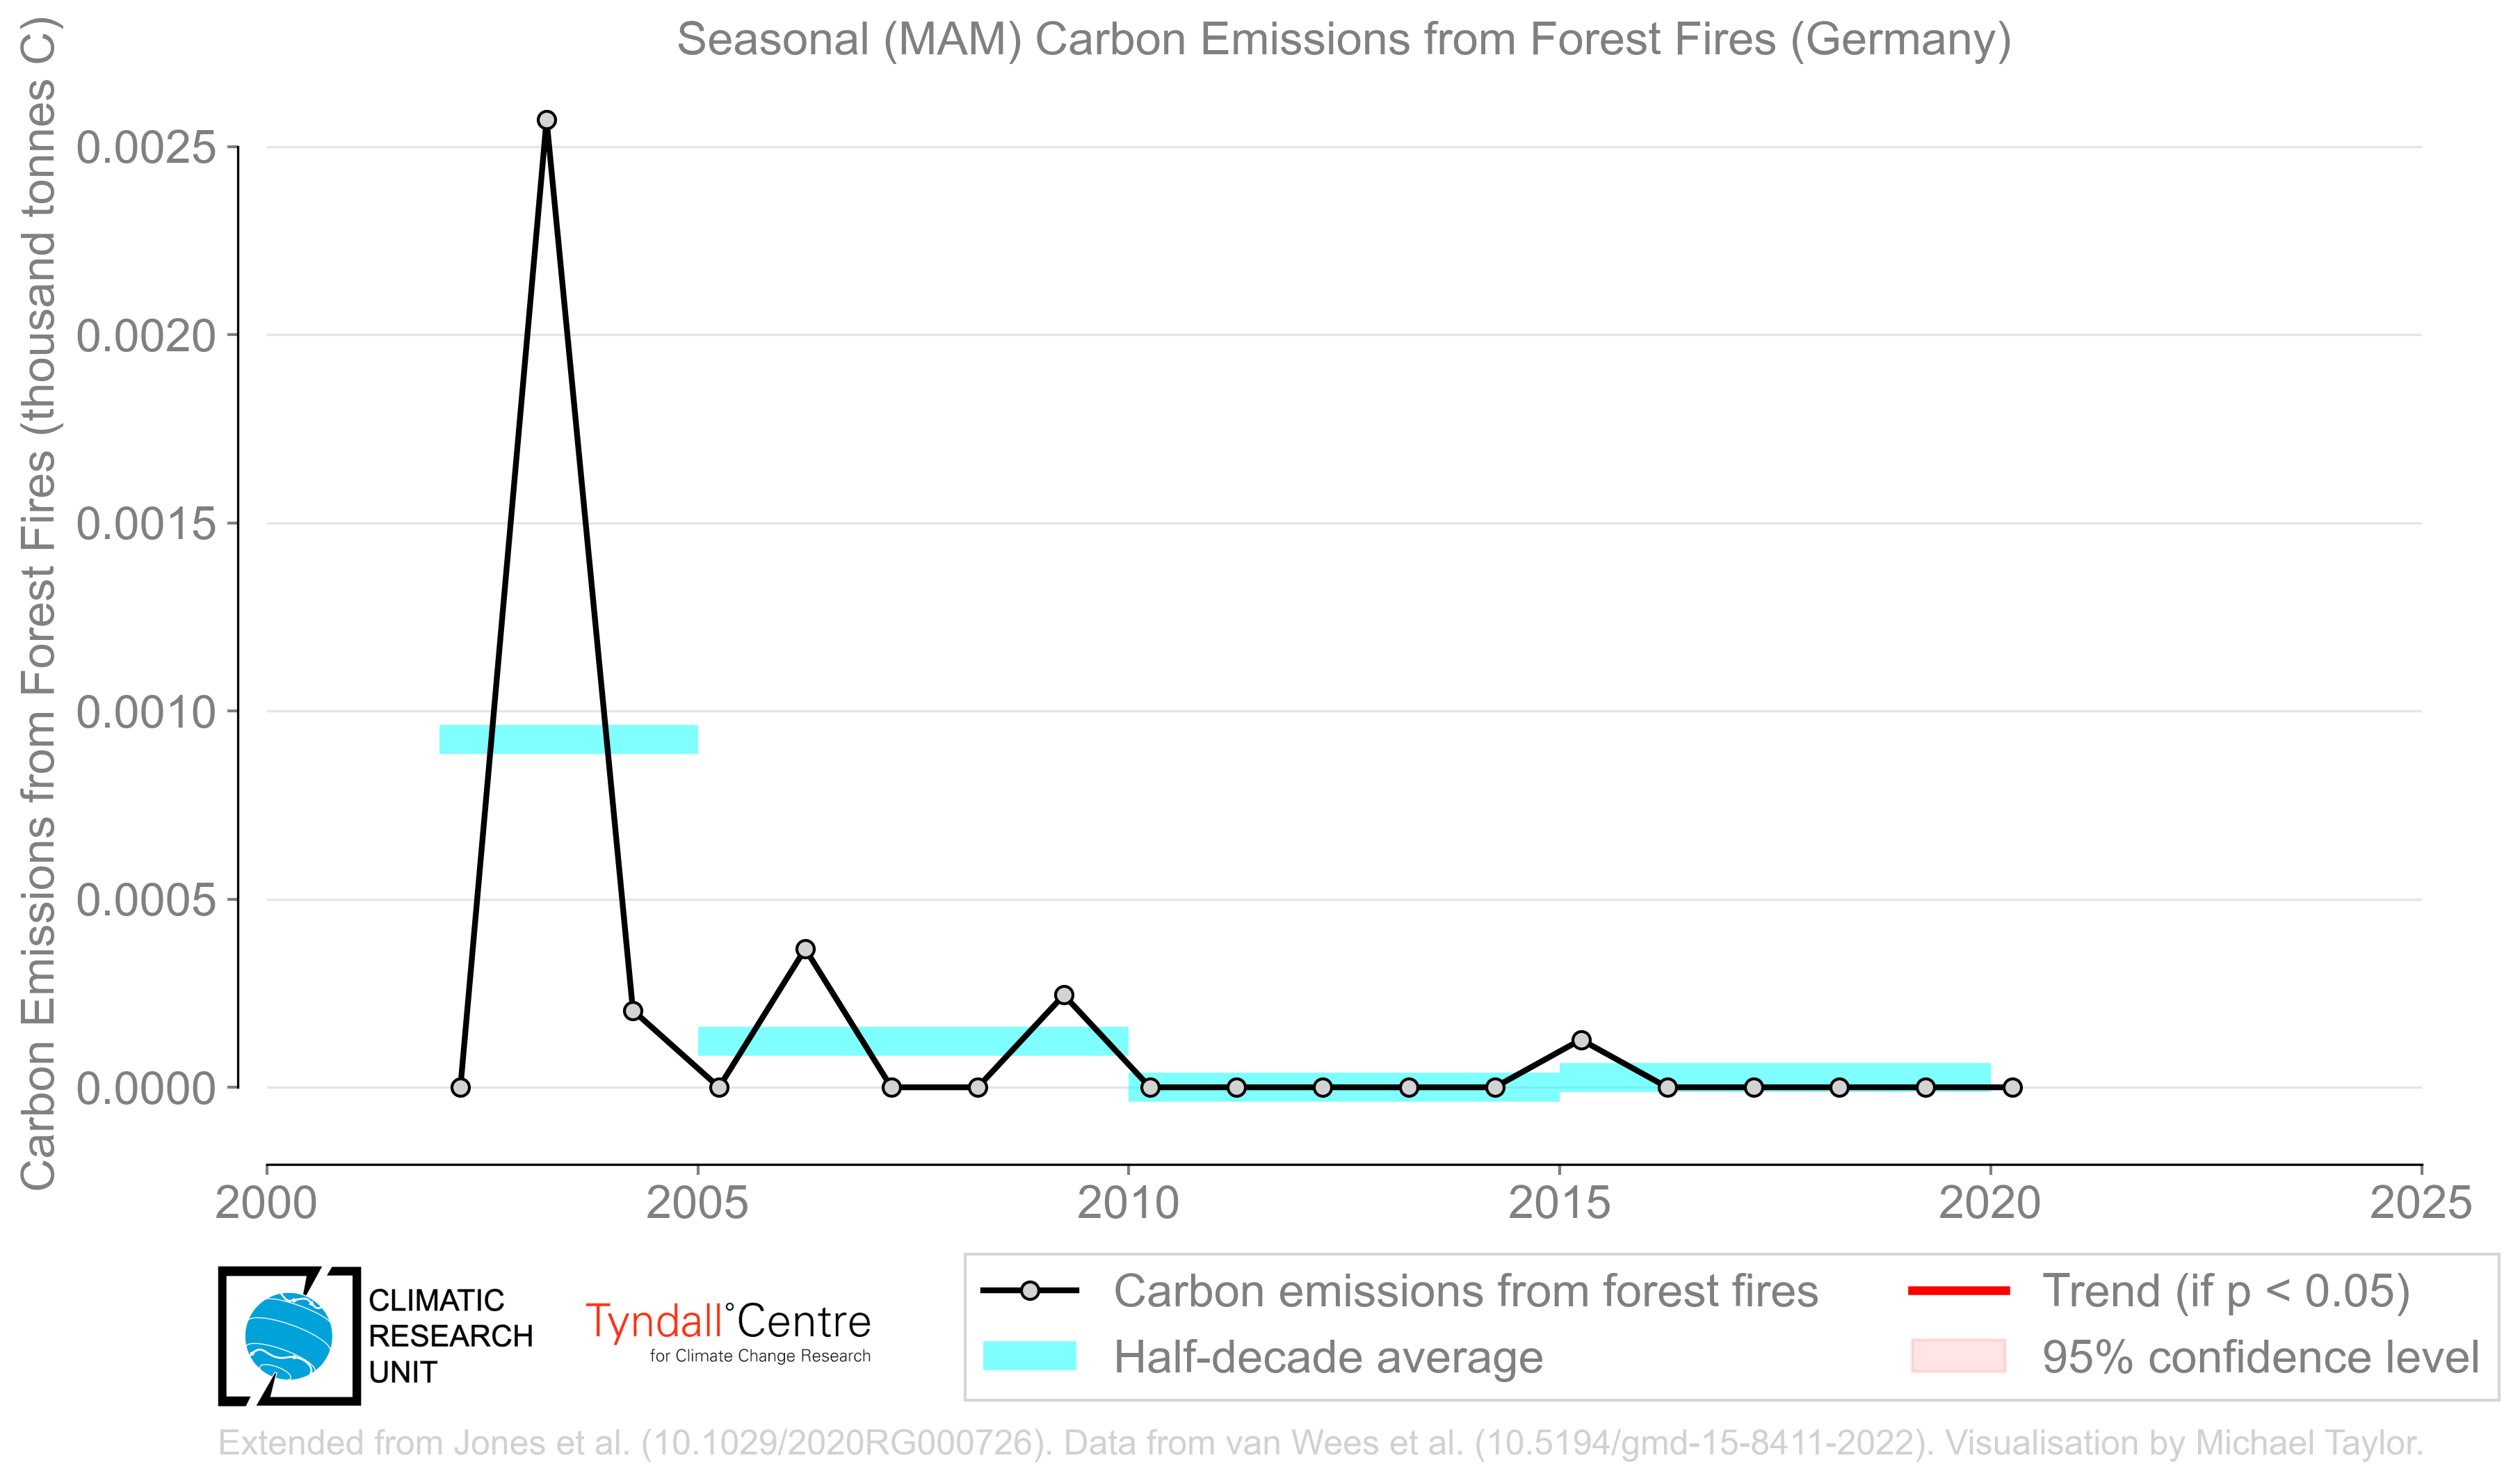 Seasonal (MAM) Carbon Emissions from Forest Fires (Germany)
Carbon Emissions from Forest Fires (thousand tonnes C)
0.0025
0.0020
0.0015
0.0010
0.0005
0.0000
2000 2005 2010 2015 2020 2025
CLIMATIC
RESEARCH
UNIT
Tyndall°Centre
for Climate Change Research
Carbon emissions from forest fires
Half-decade average
Trend (if p < 0.05)
95% confidence level
Extended from Jones et al. (10.1029/2020RG000726). Data from van Wees et al. (10.5194/gmd-15-8411-2022). Visualisation by Michael Taylor.